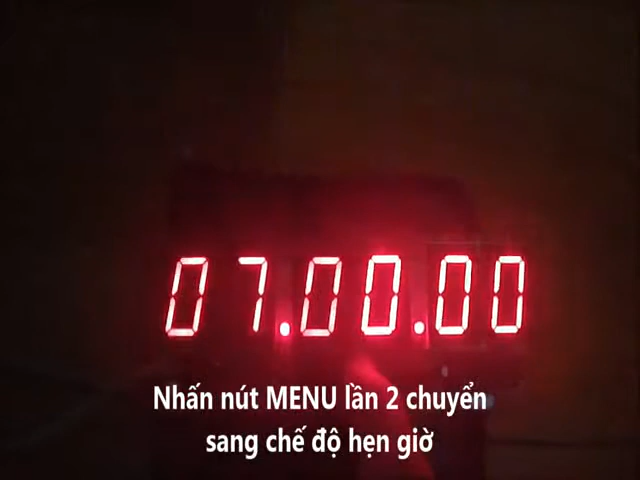 07.00.00
Nhấn nút MENU lần 2 chuyển
sang chế độ hẹn giờ